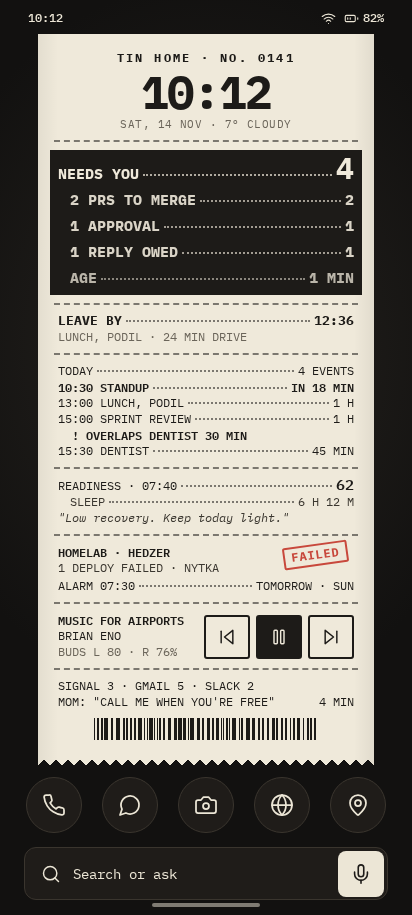 10:12 82%
TIN HOME · NO. 0141
10:12
SAT, 14 NOV · 7° CLOUDY
NEEDS YOU 4
2 PRS TO MERGE 2
1 APPROVAL 1
1 REPLY OWED 1
AGE 1 MIN
LEAVE BY 12:36
LUNCH, PODIL · 24 MIN DRIVE
TODAY 4 EVENTS
10:30 STANDUP IN 18 MIN
13:00 LUNCH, PODIL 1 H
15:00 SPRINT REVIEW 1 H
! OVERLAPS DENTIST 30 MIN
15:30 DENTIST 45 MIN
READINESS · 07:40 62
SLEEP 6 H 12 M
"Low recovery. Keep today light."
HOMELAB · HEDZER
FAILED
1 DEPLOY FAILED · NYTKA
ALARM 07:30 TOMORROW · SUN
MUSIC FOR AIRPORTS
BRIAN ENO
BUDS L 80 · R 76%
SIGNAL 3 · GMAIL 5 · SLACK 2
MOM: "CALL ME WHEN YOU'RE FREE" 4 MIN
Search or ask